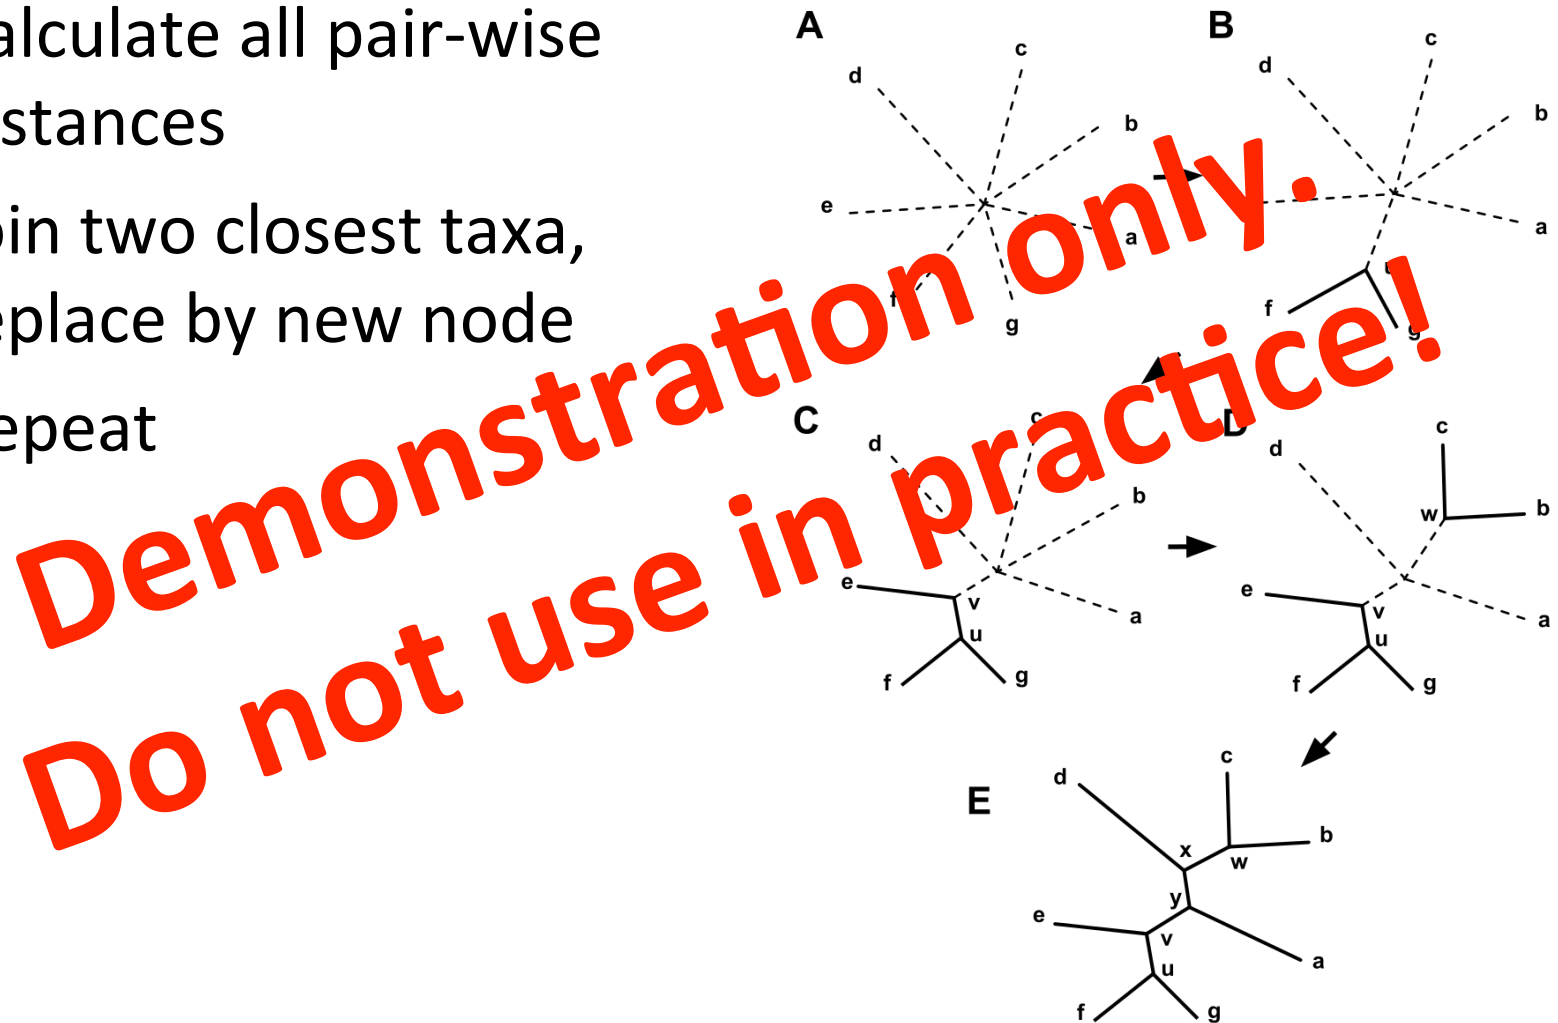 alculate all pair-wise
stances
oin two closest taxa,
eplace by new node
epeat
Demonstration only.
Do not use in practice!
A
c
d
b
e
a
f
g
B
c
d
b
a
u
f
g
C
c
d
b
e
v
a
u
f
g
D
c
d
w
b
e
v
a
u
f
g
E
c
d
b
x
w
y
e
v
a
u
f
g